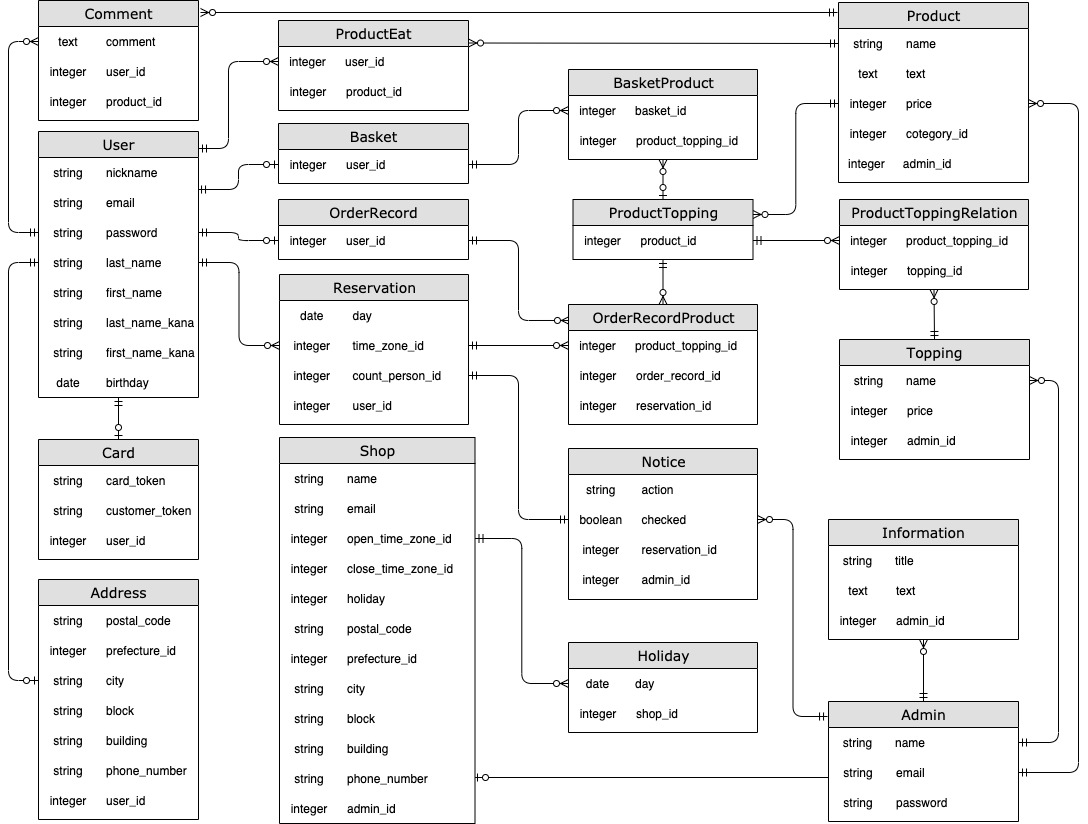 Comment
text comment
integer user_id
integer product_id
User
string nickname
string email
string password
string last_name
string first_name
string last_name_kana
string first_name_kana
date birthday
Card
string card_token
string customer_token
integer user_id
Address
string postal_code
integer prefecture_id
string city
string block
string building
string phone_number
integer user_id
ProductEat
integer user_id
integer product_id
Basket
integer user_id
OrderRecord
integer user_id
Reservation
date day
integer time_zone_id
integer count_person_id
integer user_id
Shop
string name
string email
integer open_time_zone_id
integer close_time_zone_id
integer holiday
string postal_code
integer prefecture_id
string city
string block
string building
string phone_number
integer admin_id
BasketProduct
integer basket_id
integer product_topping_id
ProductTopping
integer product_id
OrderRecordProduct
integer product_topping_id
integer order_record_id
integer reservation_id
Notice
string action
boolean checked
integer reservation_id
integer admin_id
Holiday
date day
integer shop_id
Product
string name
text text
integer price
integer cotegory_id
integer admin_id
ProductToppingRelation
integer product_topping_id
integer topping_id
Topping
string name
integer price
integer admin_id
Information
string title
text text
integer admin_id
Admin
string name
string email
string password